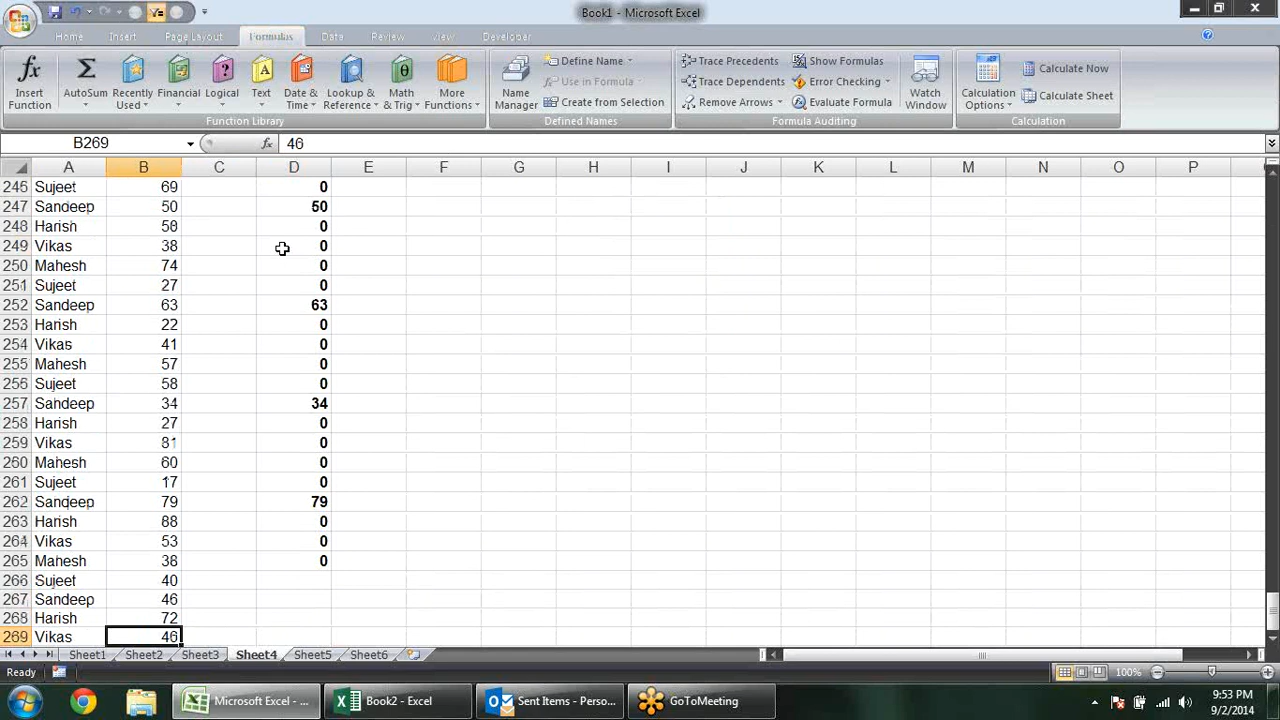 Book1 - Microsoft Excel
Home Insert Page Layout Formulas Data Review View Developer
Insert Function
AutoSum
Recently Used
Financial
Logical
Text
Date & Time
Lookup & Reference
Math & Trig
More Functions
Function Library
Name Manager
Define Name
Use in Formula
Create from Selection
Defined Names
Trace Precedents
Trace Dependents
Remove Arrows
Show Formulas
Error Checking
Evaluate Formula
Formula Auditing
Watch Window
Calculation Options
Calculate Now
Calculate Sheet
Calculation
B269 fx 46
A B C D E F G H I J K L M N O P
246 Sujeet 69 0
247 Sandeep 50 50
248 Harish 58 0
249 Vikas 38 0
250 Mahesh 74 0
251 Sujeet 27 0
252 Sandeep 63 63
253 Harish 22 0
254 Vikas 41 0
255 Mahesh 57 0
256 Sujeet 58 0
257 Sandeep 34 34
258 Harish 27 0
259 Vikas 81 0
260 Mahesh 60 0
261 Sujeet 17 0
262 Sandeep 79 79
263 Harish 88 0
264 Vikas 53 0
265 Mahesh 38 0
266 Sujeet 40
267 Sandeep 46
268 Harish 72
269 Vikas 46
Sheet1 Sheet2 Sheet3 Sheet4 Sheet5 Sheet6
Ready 100%
Microsoft Excel - ... Book2 - Excel Sent Items - Perso... GoToMeeting
9:53 PM
9/2/2014